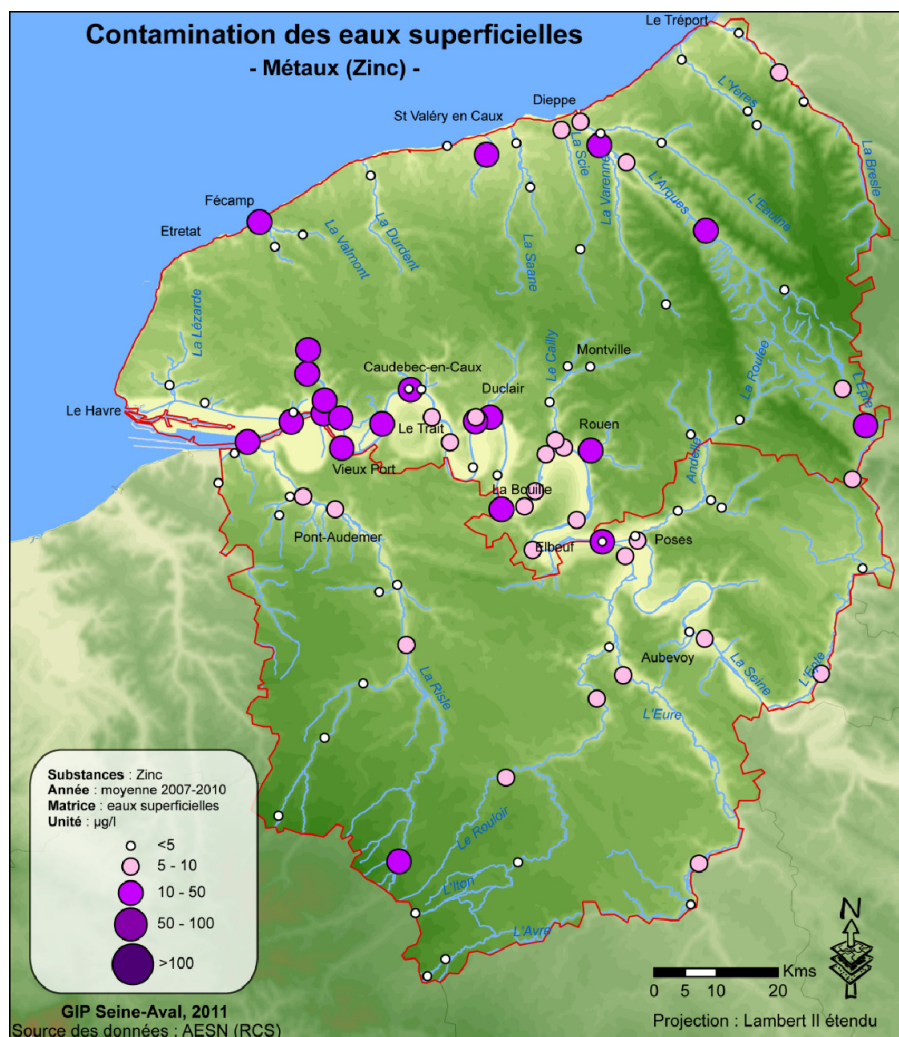 Contamination des eaux superficielles
- Métaux (Zinc) -
Le Tréport
Dieppe
L'Yeres
St Valéry en Caux
La Scie
La Varenne
La Bresle
L'Arques
L'Eaulne
Fécamp
Etretat
La Valmont
La Durdent
La Saane
La Lézarde
Le Cailly
Montville
Caudebec-en-Caux
Duclair
La Roulee
L'Epte
Le Havre
Le Trait
Rouen
Vieux Port
La Bouille
Andelle
Pont-Audemer
Elbeuf
Poses
Aubevoy
La Seine
L'Epte
La Risle
L'Eure
Substances : Zinc
Année : moyenne 2007-2010
Matrice : eaux superficielles
Unité : µg/l
<5
5 - 10
10 - 50
50 - 100
>100
Le Rouloir
L'Iton
L'Avre
N
Kms
0 5 10 20
GIP Seine-Aval, 2011
Source des données : AESN (RCS)
Projection : Lambert II étendu